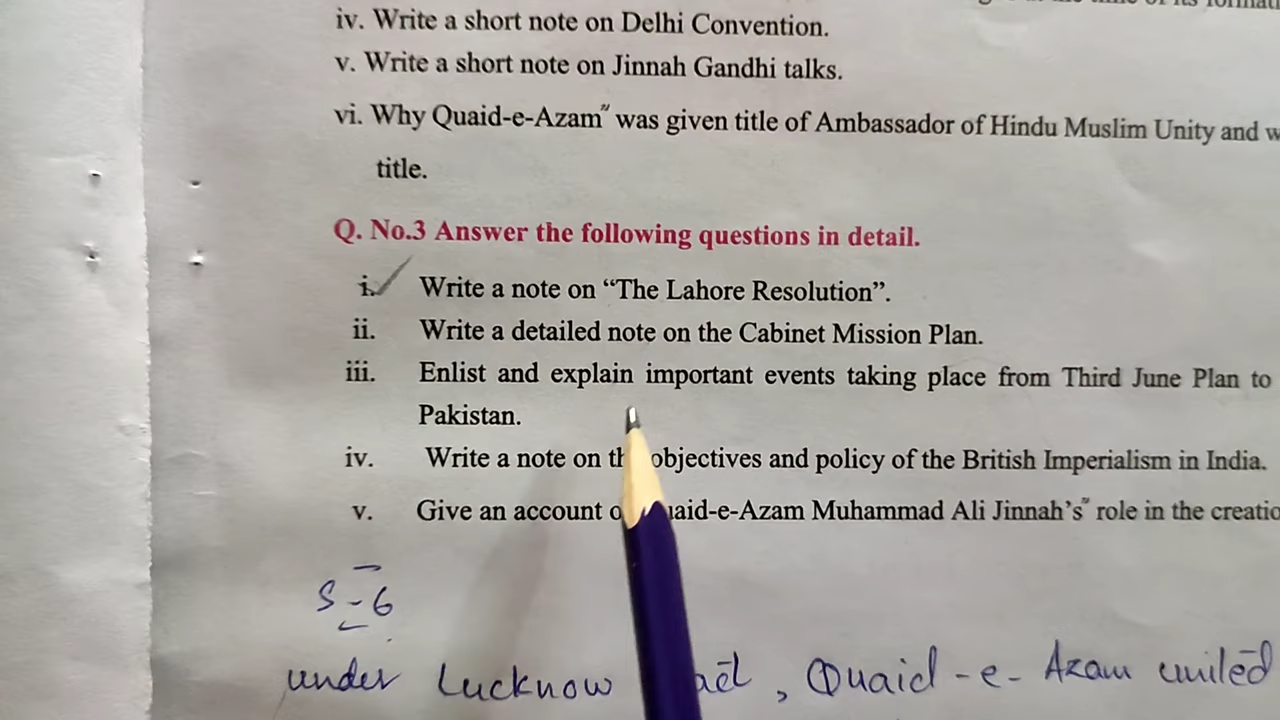 iv. Write a short note on Delhi Convention.
v. Write a short note on Jinnah Gandhi talks.
vi. Why Quaid-e-Azam" was given title of Ambassador of Hindu Muslim Unity and
title.
Q. No.3 Answer the following questions in detail.
i. Write a note on “The Lahore Resolution”.
ii. Write a detailed note on the Cabinet Mission Plan.
iii. Enlist and explain important events taking place from Third June Plan to
Pakistan.
iv. Write a note on objectives and policy of the British Imperialism in India.
v. Give an account Muhammad Ali Jinnah’s" role in the
S-6
under Lucknow , Quaid-e-Azam united